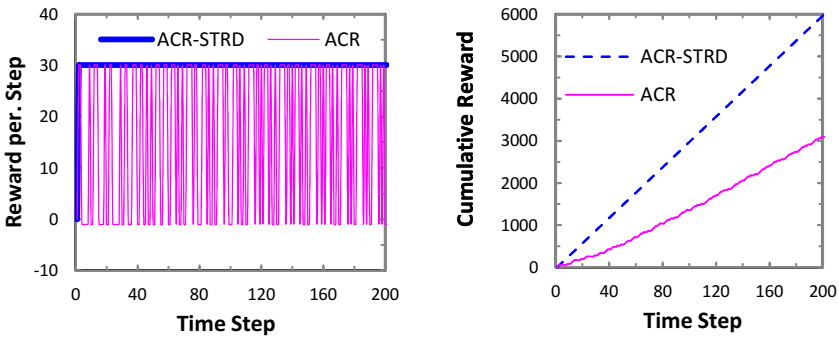 ACR-STRD ACR
40
30
20
10
0
-10
Reward per. Step
0 40 80 120 160 200
Time Step
6000
5000
4000
3000
2000
1000
0
Cumulative Reward
ACR-STRD
ACR
0 40 80 120 160 200
Time Step